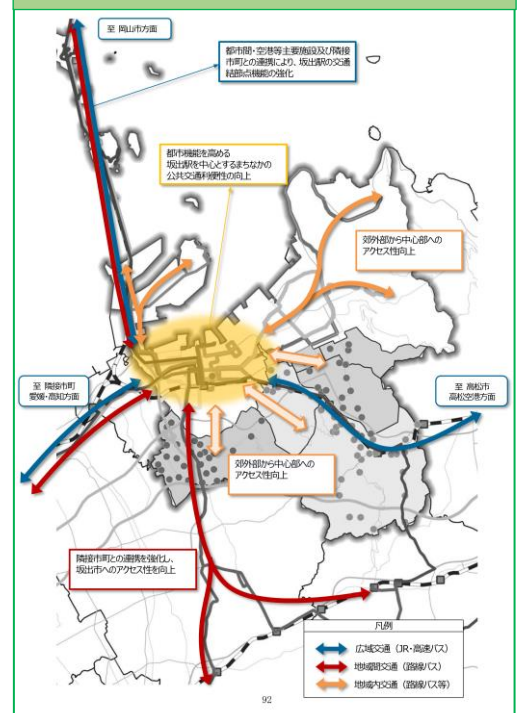 至 岡山市方面
都市間・空港等主要施設及び隣接
市町との連携により、坂出駅の交通
結節点機能の強化
都市機能を高める
坂出駅を中心とするまちなかの
公共交通利便性の向上
郊外部から中心部への
アクセス性向上
至 隣接市町
愛媛・高知方面
至 高松市
高松空港方面
郊外部から中心部への
アクセス性向上
隣接市町との連携を強化し、
坂出市へのアクセス性を向上
凡例
広域交通（JR・高速バス）
地域間交通（路線バス）
地域内交通（路線バス等）
92